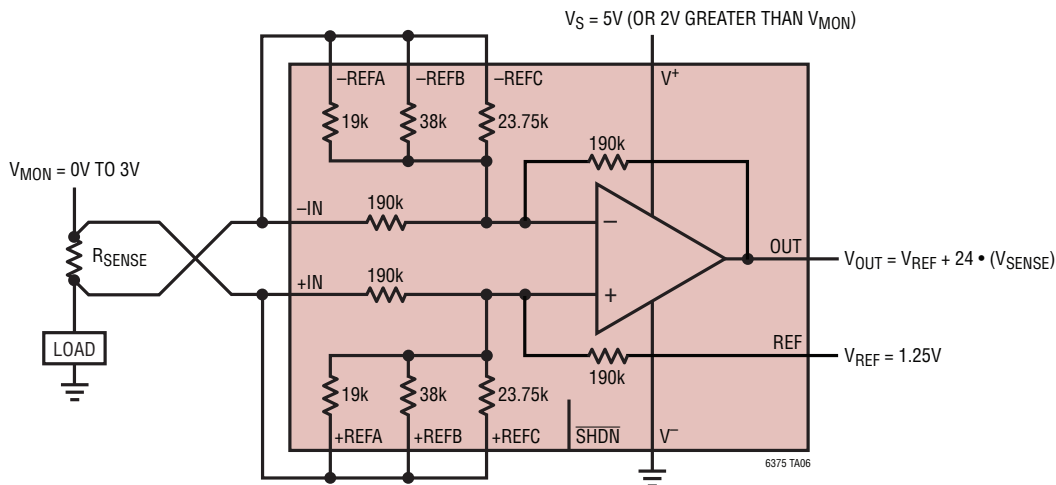 V_S = 5V (OR 2V GREATER THAN V_MON)
–REFA –REFB –REFC V⁺
19k 38k 23.75k
190k
V_MON = 0V TO 3V
–IN 190k
–
R_SENSE
OUT V_OUT = V_REF + 24 • (V_SENSE)
+IN 190k
+
LOAD
REF V_REF = 1.25V
190k
19k 38k 23.75k
+REFA +REFB +REFC SHDN V⁻
6375 TA06